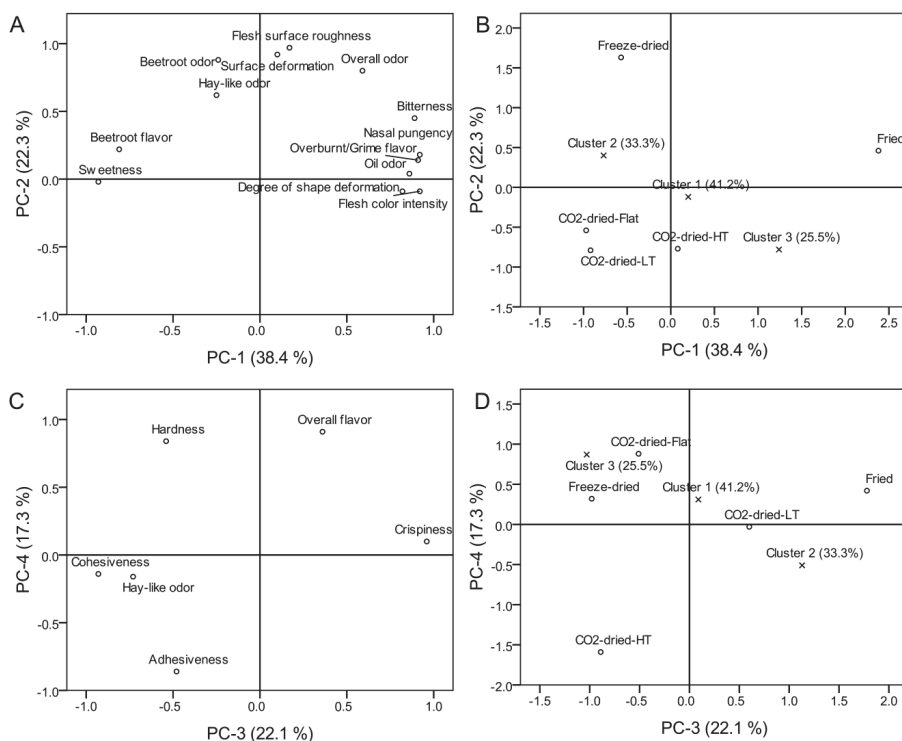 A
1.0
0.5
0.0
-0.5
-1.0
PC-2 (22.3 %)
Flesh surface roughness
Beetroot odor
Surface deformation
Overall odor
Hay-like odor
Bitterness
Beetroot flavor
Nasal pungency
Overburnt/Grime flavor
Sweetness
Oil odor
Degree of shape deformation
Flesh color intensity
-1.0 -0.5 0.0 0.5 1.0
PC-1 (38.4 %)
B
2.0
1.5
1.0
0.5
0.0
-0.5
-1.0
-1.5
PC-2 (22.3 %)
Freeze-dried
Fried
Cluster 2 (33.3%)
Cluster 1 (41.2%)
CO2-dried-Flat
CO2-dried-HT
Cluster 3 (25.5%)
CO2-dried-LT
-1.5 -1.0 -0.5 0.0 0.5 1.0 1.5 2.0 2.5
PC-1 (38.4 %)
C
1.0
0.5
0.0
-0.5
-1.0
PC-4 (17.3 %)
Hardness
Overall flavor
Crispiness
Cohesiveness
Hay-like odor
Adhesiveness
-1.0 -0.5 0.0 0.5 1.0
PC-3 (22.1 %)
D
1.5
1.0
0.5
0.0
-0.5
-1.0
-1.5
-2.0
PC-4 (17.3 %)
CO2-dried-Flat
Cluster 3 (25.5%)
Freeze-dried
Cluster 1 (41.2%)
Fried
CO2-dried-LT
Cluster 2 (33.3%)
CO2-dried-HT
-1.5 -1.0 -0.5 0.0 0.5 1.0 1.5 2.0
PC-3 (22.1 %)